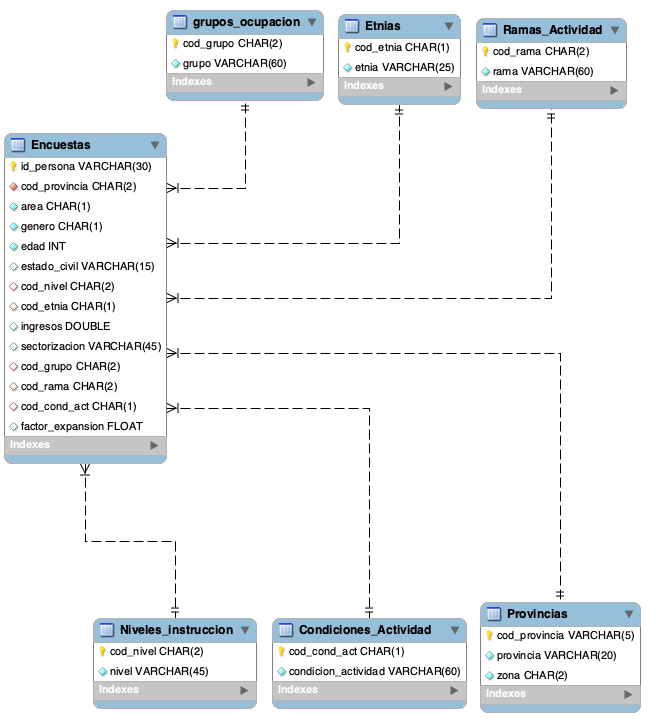 grupos_ocupacion
cod_grupo CHAR(2)
grupo VARCHAR(60)
Indexes
Etnias
cod_etnia CHAR(1)
etnia VARCHAR(25)
Indexes
Ramas_Actividad
cod_rama CHAR(2)
rama VARCHAR(60)
Indexes
Encuestas
id_persona VARCHAR(30)
cod_provincia CHAR(2)
area CHAR(1)
genero CHAR(1)
edad INT
estado_civil VARCHAR(15)
cod_nivel CHAR(2)
cod_etnia CHAR(1)
ingresos DOUBLE
sectorizacion VARCHAR(45)
cod_grupo CHAR(2)
cod_rama CHAR(2)
cod_cond_act CHAR(1)
factor_expansion FLOAT
Indexes
Niveles_instruccion
cod_nivel CHAR(2)
nivel VARCHAR(45)
Indexes
Condiciones_Actividad
cod_cond_act CHAR(1)
condicion_actividad VARCHAR(60)
Indexes
Provincias
cod_provincia VARCHAR(5)
provincia VARCHAR(20)
zona CHAR(2)
Indexes